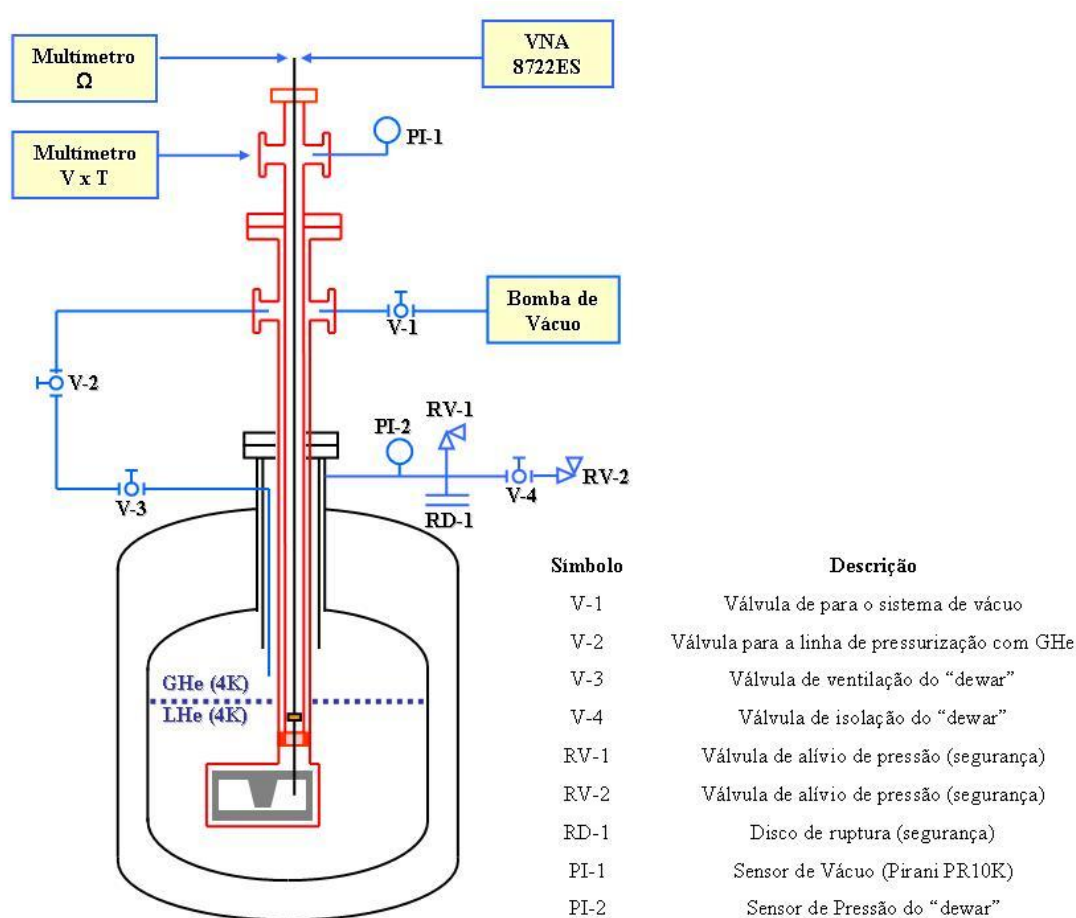 Multímetro
Ω
VNA
8722ES
PI-1
Multímetro
V x T
Bomba de
Vácuo
V-1
V-2
RV-1
PI-2
V-3
V-4
RV-2
RD-1
GHe (4K)
LHe (4K)
Símbolo Descrição
V-1 Válvula de para o sistema de vácuo
V-2 Válvula para a linha de pressurização com GHe
V-3 Válvula de ventilação do “dewar”
V-4 Válvula de isolação do “dewar”
RV-1 Válvula de alívio de pressão (segurança)
RV-2 Válvula de alívio de pressão (segurança)
RD-1 Disco de ruptura (segurança)
PI-1 Sensor de Vácuo (Pirani PR10K)
PI-2 Sensor de Pressão do “dewar”